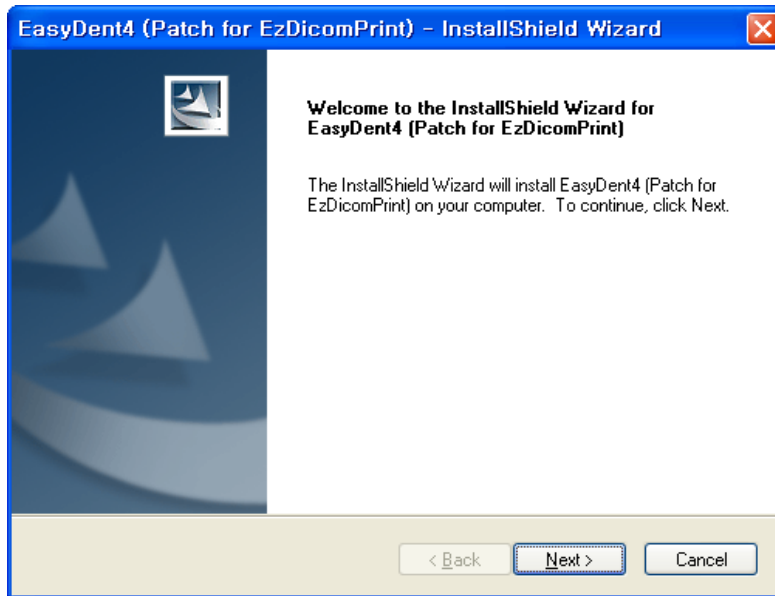 EasyDent4 (Patch for EzDicomPrint) - InstallShield Wizard
Welcome to the InstallShield Wizard for
EasyDent4 (Patch for EzDicomPrint)
The InstallShield Wizard will install EasyDent4 (Patch for
EzDicomPrint) on your computer. To continue, click Next.
< Back Next > Cancel